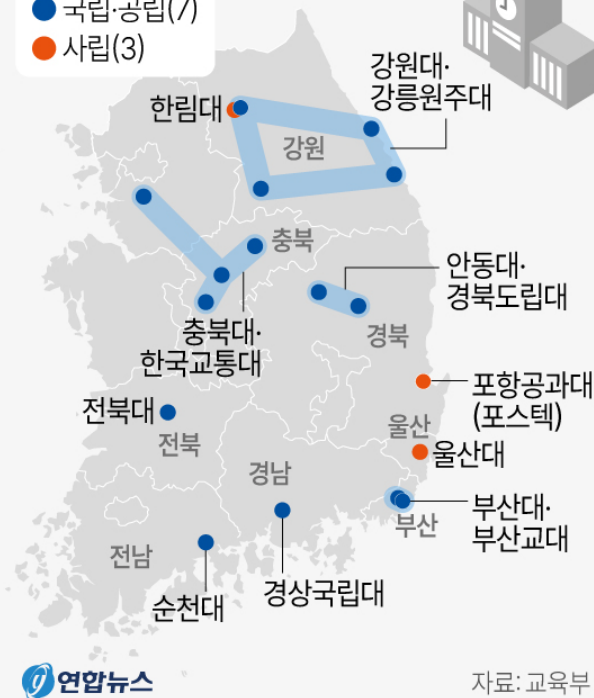 국립·공립(7)
사립(3)
강원대·
강릉원주대
한림대
강원
충북
안동대·
경북도립대
충북대·
한국교통대
경북
포항공과대
(포스텍)
전북대
전북
울산
울산대
경남
부산대·
부산교대
부산
전남
순천대
경상국립대
연합뉴스
자료: 교육부